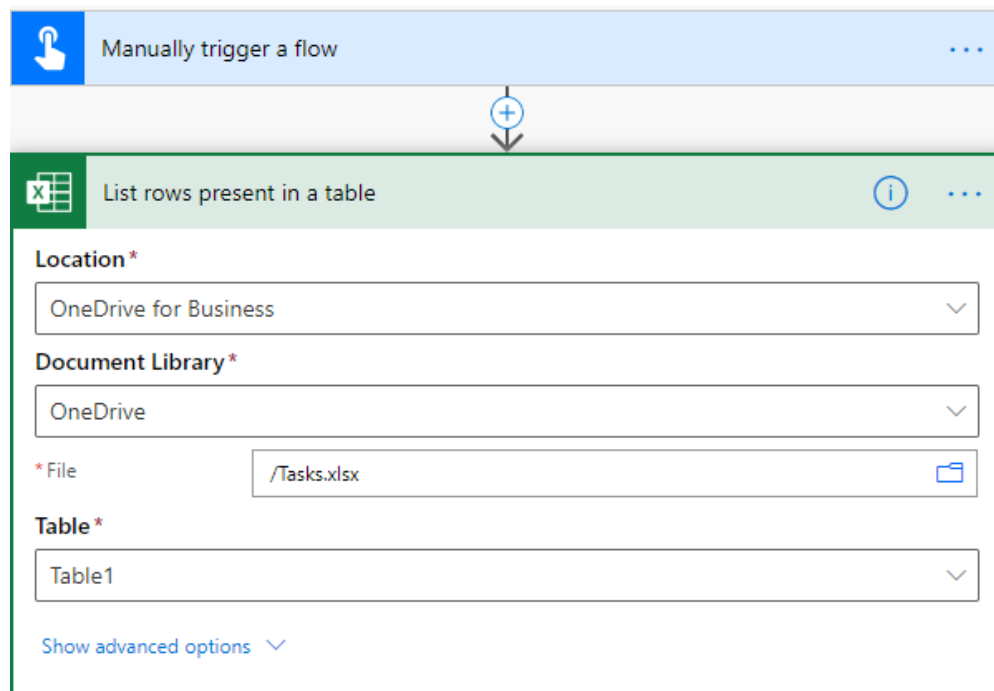 Manually trigger a flow
List rows present in a table
Location*
OneDrive for Business
Document Library*
OneDrive
*File
/Tasks.xlsx
Table*
Table1
Show advanced options